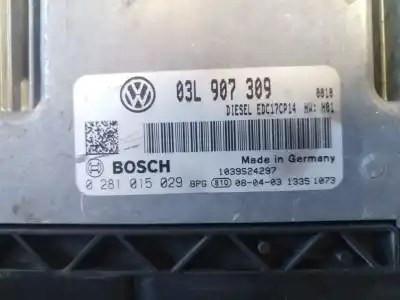 03L 907 309 0010
DIESEL EDC17CP14 HW: H01
Made in Germany
BOSCH 1039S24297
0 281 015 029 BPG 08-04-03 1335 1073